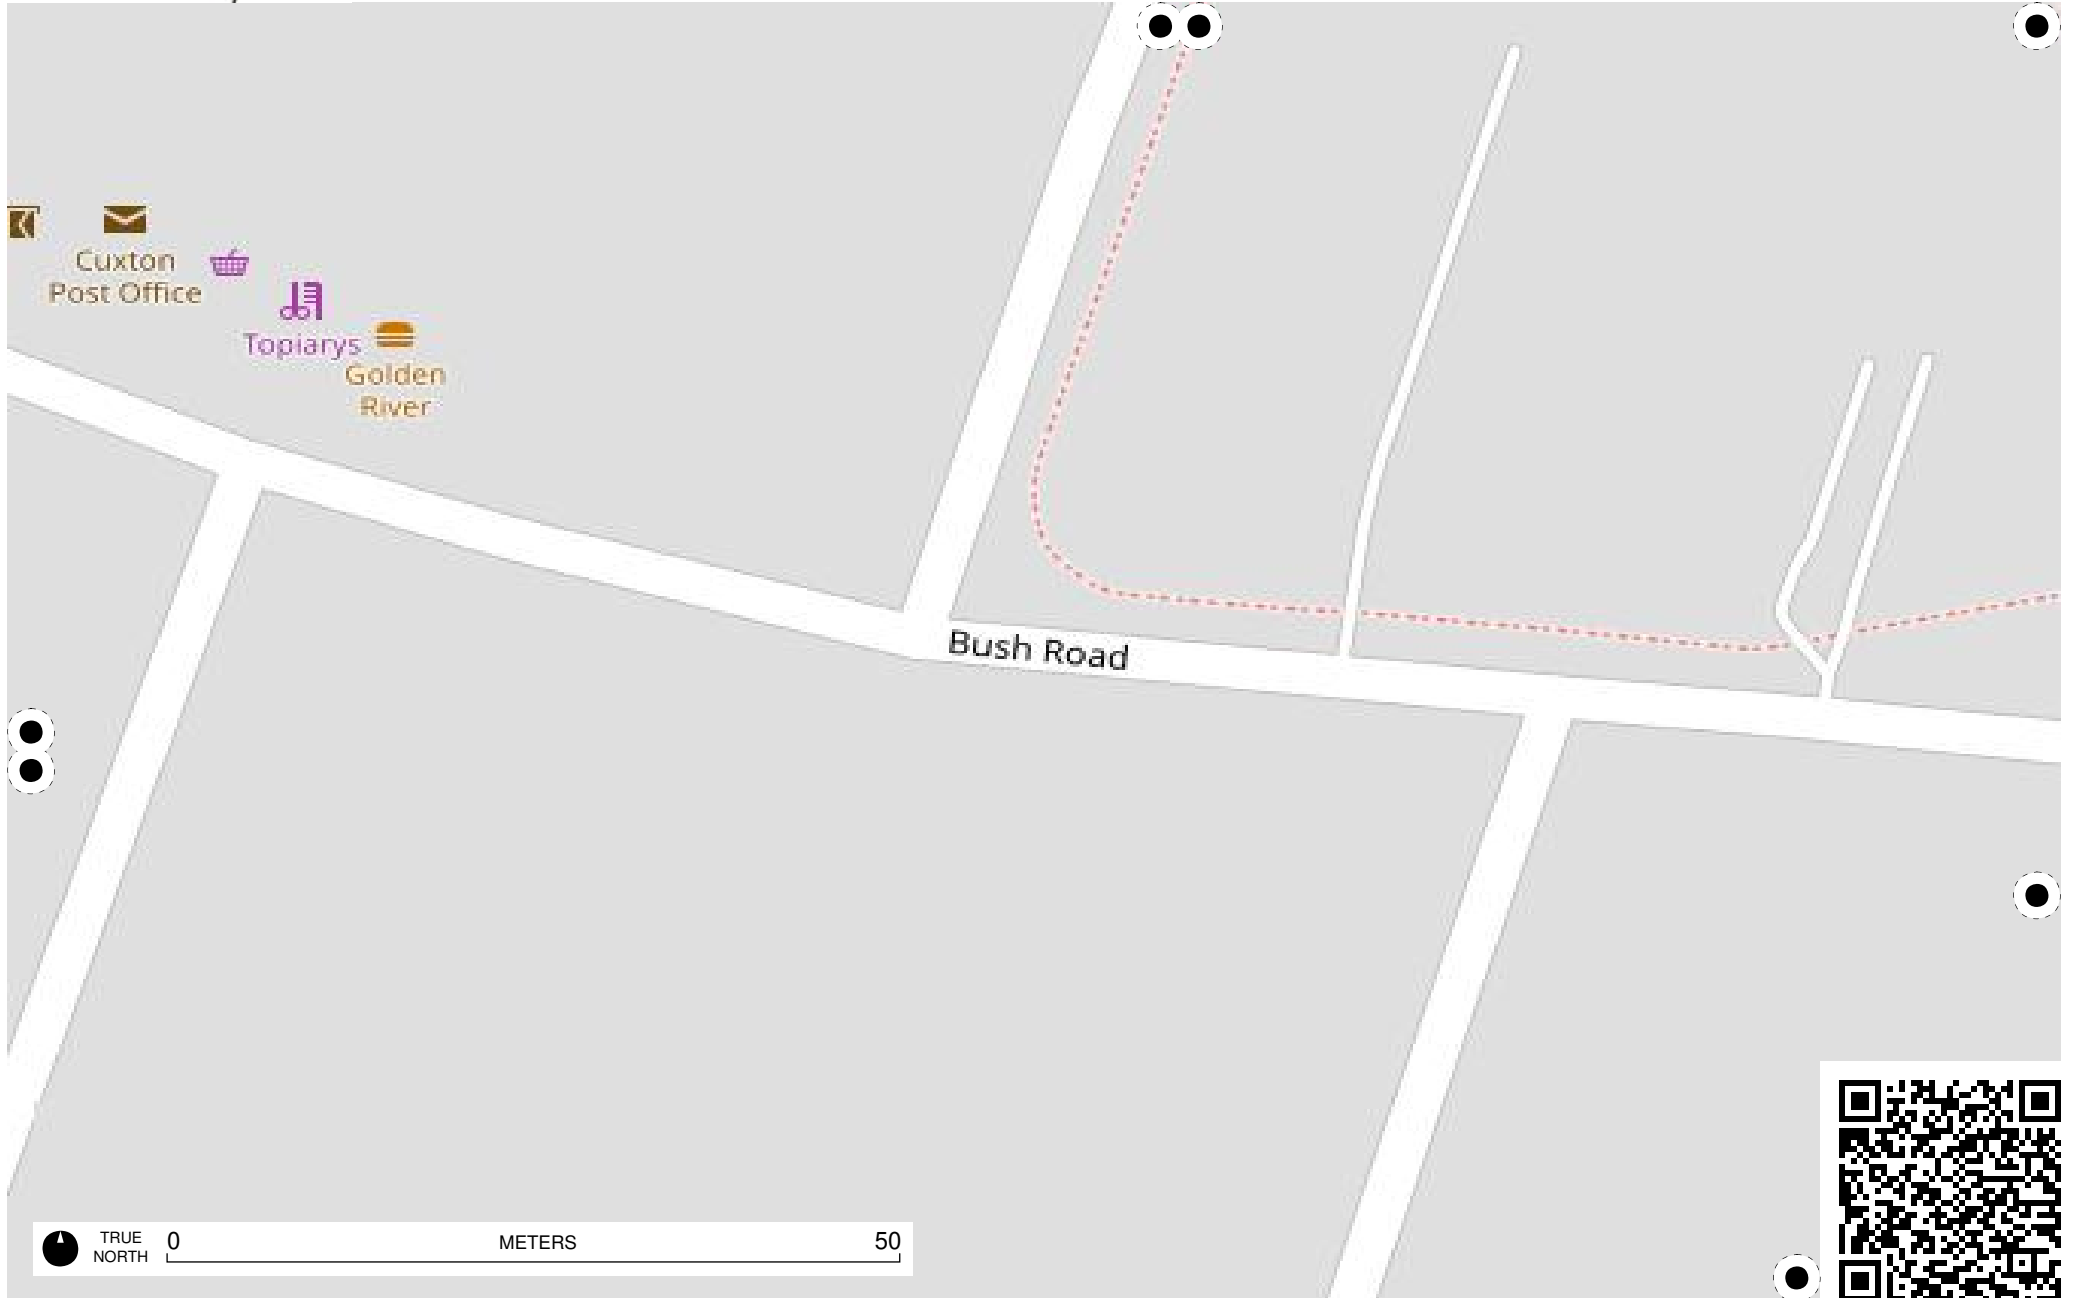 Cuxton
Post Office
Topiarys
Golden
River
Bush Road
TRUE
NORTH
0
METERS
50